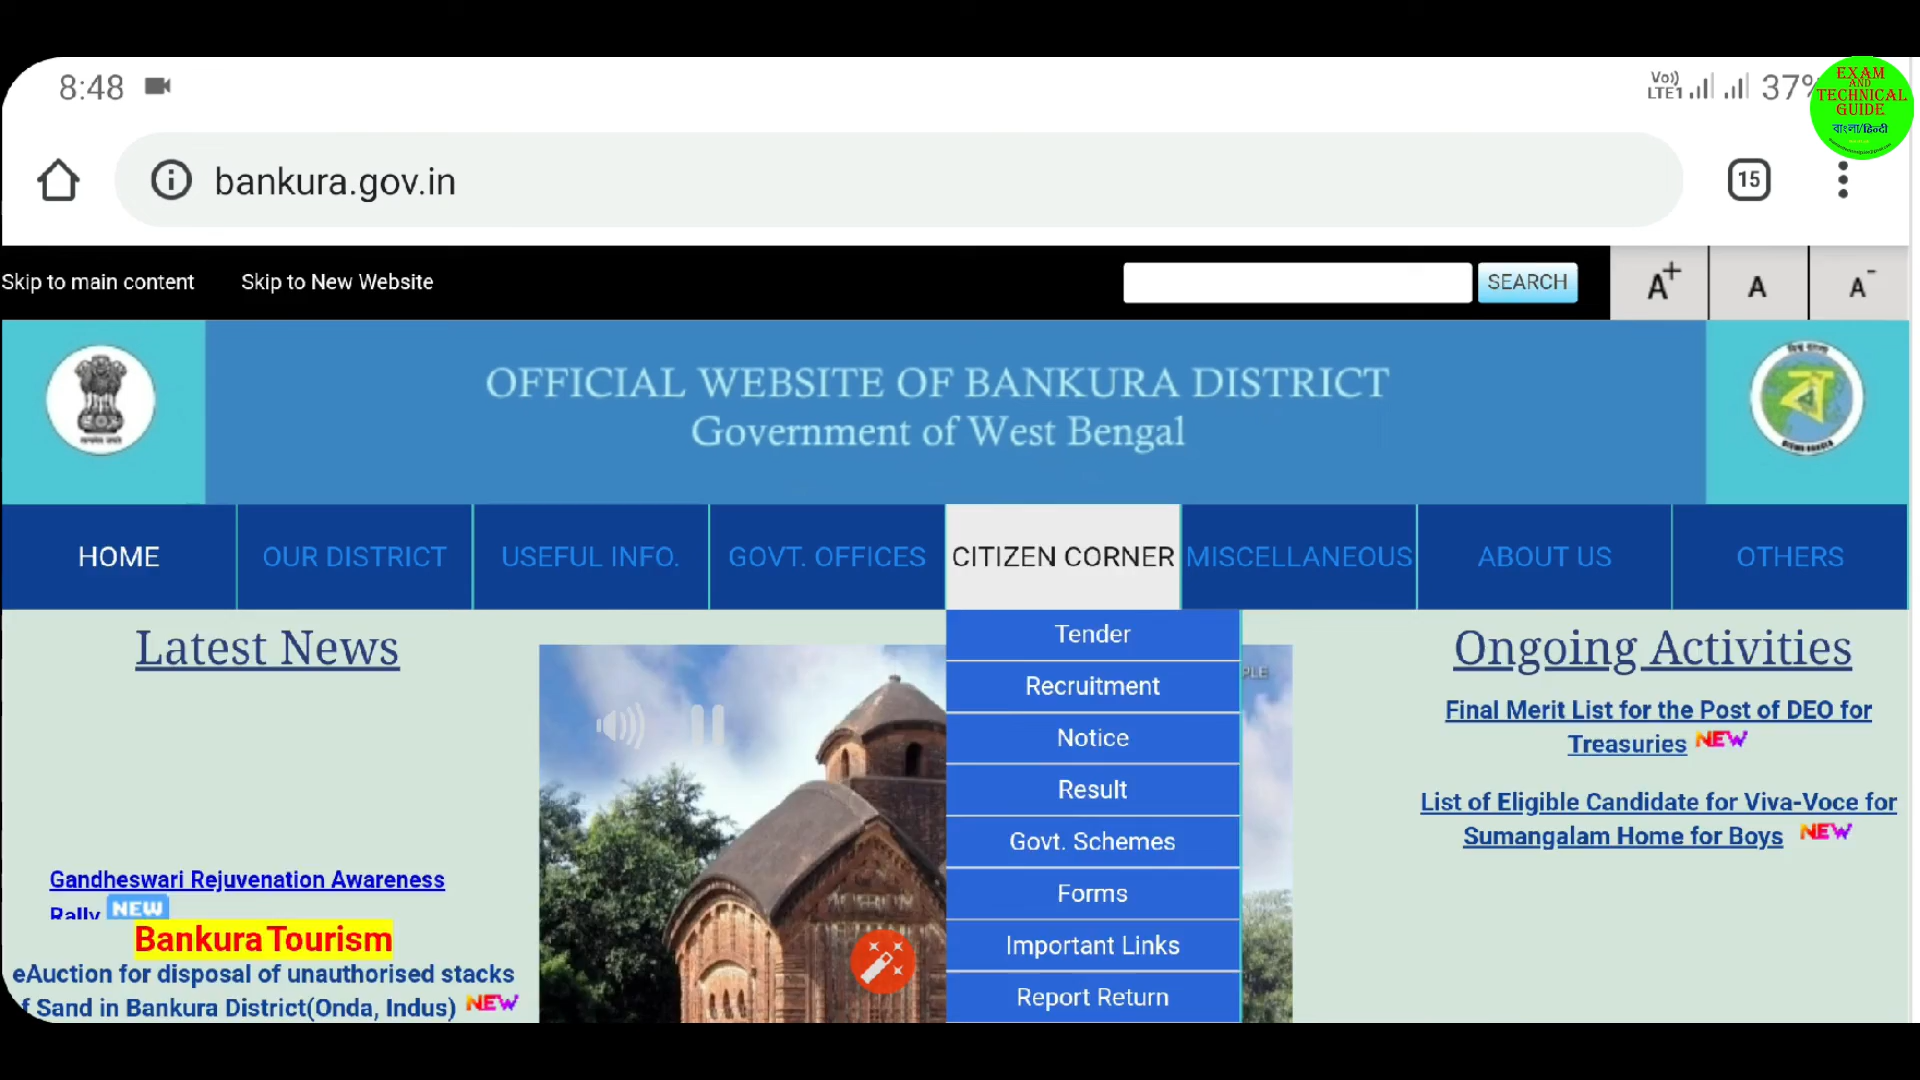 8:48
Vo))
LTE1
37%
EXAM
AND
TECHNICAL
GUIDE
বাংলা/हिन्दी
bankura.gov.in
15
Skip to main content
Skip to New Website
SEARCH
A+
A
A-
OFFICIAL WEBSITE OF BANKURA DISTRICT
Government of West Bengal
HOME
OUR DISTRICT
USEFUL INFO.
GOVT. OFFICES
CITIZEN CORNER
MISCELLANEOUS
ABOUT US
OTHERS
Tender
Recruitment
Notice
Result
Govt. Schemes
Forms
Important Links
Report Return
Latest News
Gandheswari Rejuvenation Awareness
Rally NEW
Bankura Tourism
eAuction for disposal of unauthorised stacks
f Sand in Bankura District(Onda, Indus) NEW
PLE
Ongoing Activities
Final Merit List for the Post of DEO for
Treasuries NEW
List of Eligible Candidate for Viva-Voce for
Sumangalam Home for Boys NEW